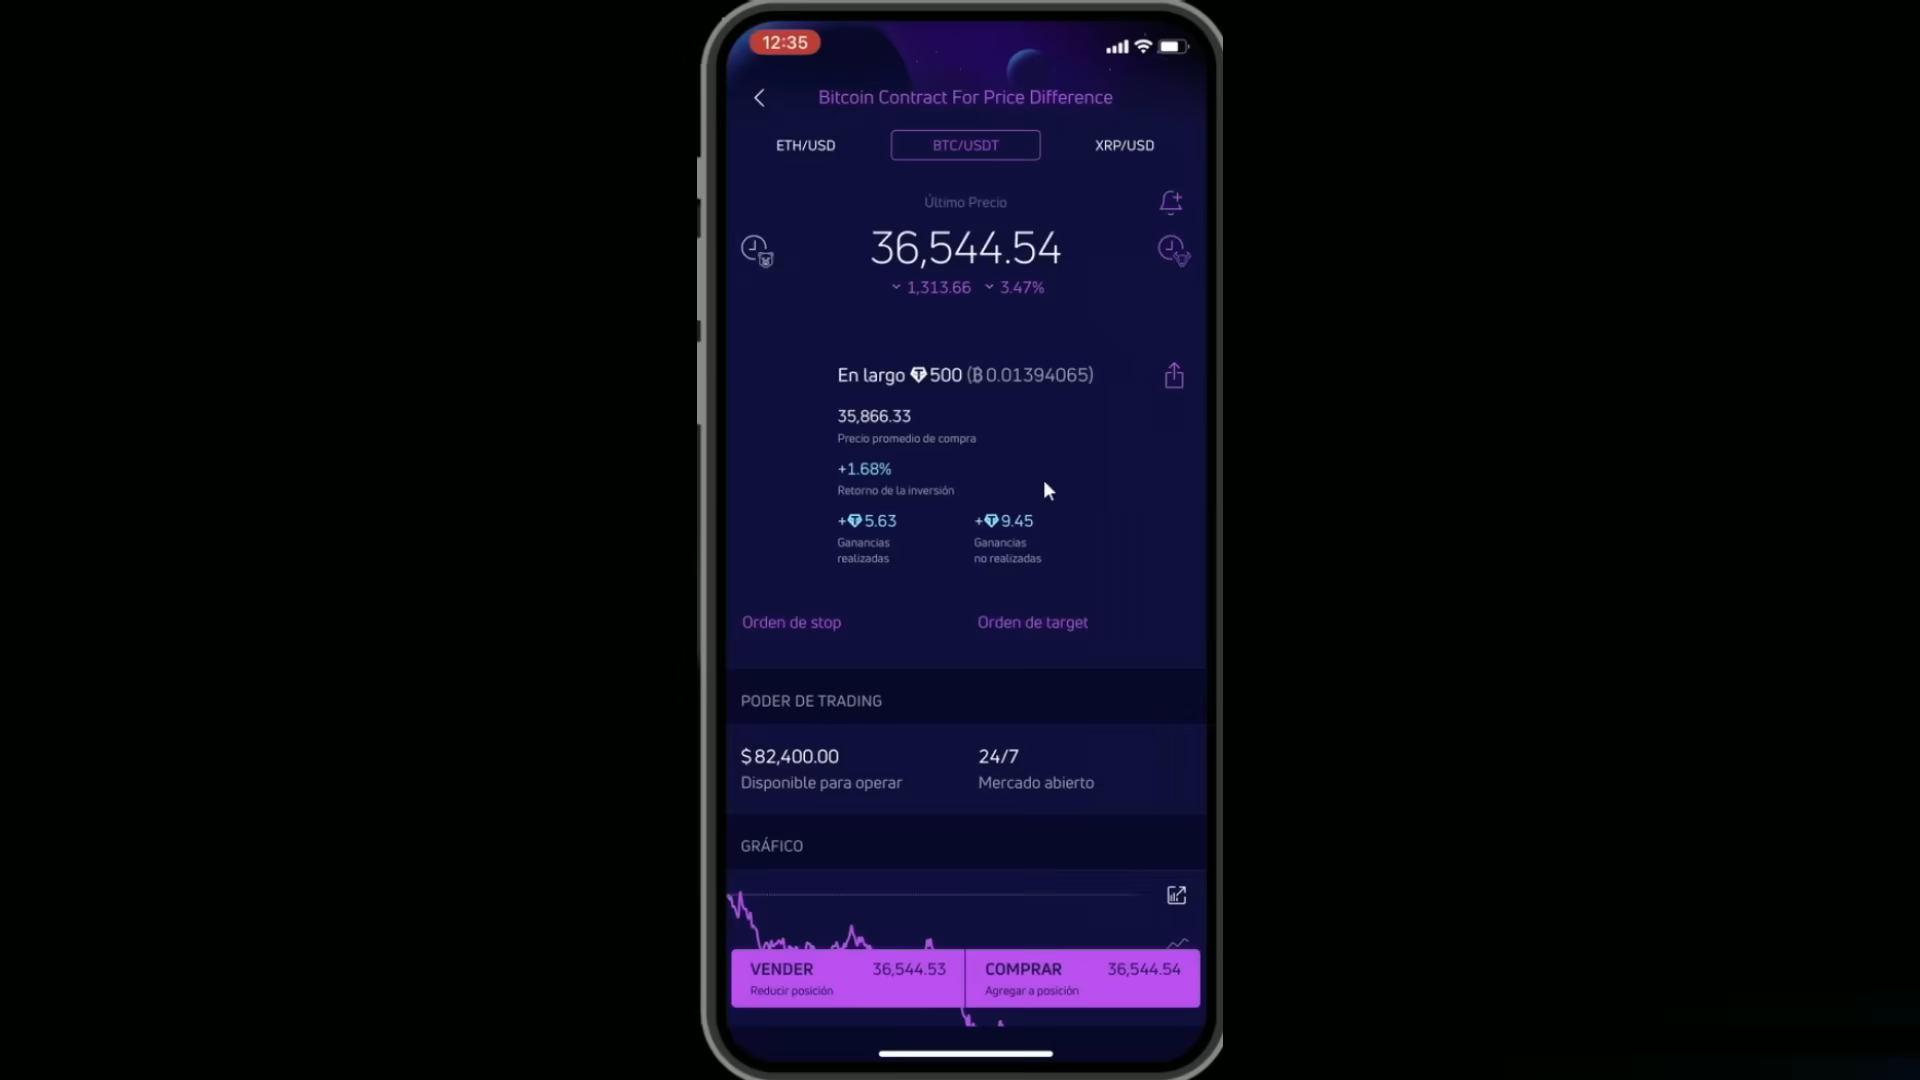 12:35
Bitcoin Contract For Price Difference
ETH/USD BTC/USDT XRP/USD
Último Precio
36,544.54
1,313.66 3.47%
En largo 500 (₿0.01394065)
35,866.33
Precio promedio de compra
+1.68%
Retorno de la inversión
+5.63 +9.45
Ganancias Ganancias
realizadas no realizadas
Orden de stop Orden de target
PODER DE TRADING
$82,400.00 24/7
Disponible para operar Mercado abierto
GRÁFICO
VENDER 36,544.53 COMPRAR 36,544.54
Reducir posición Agregar a posición